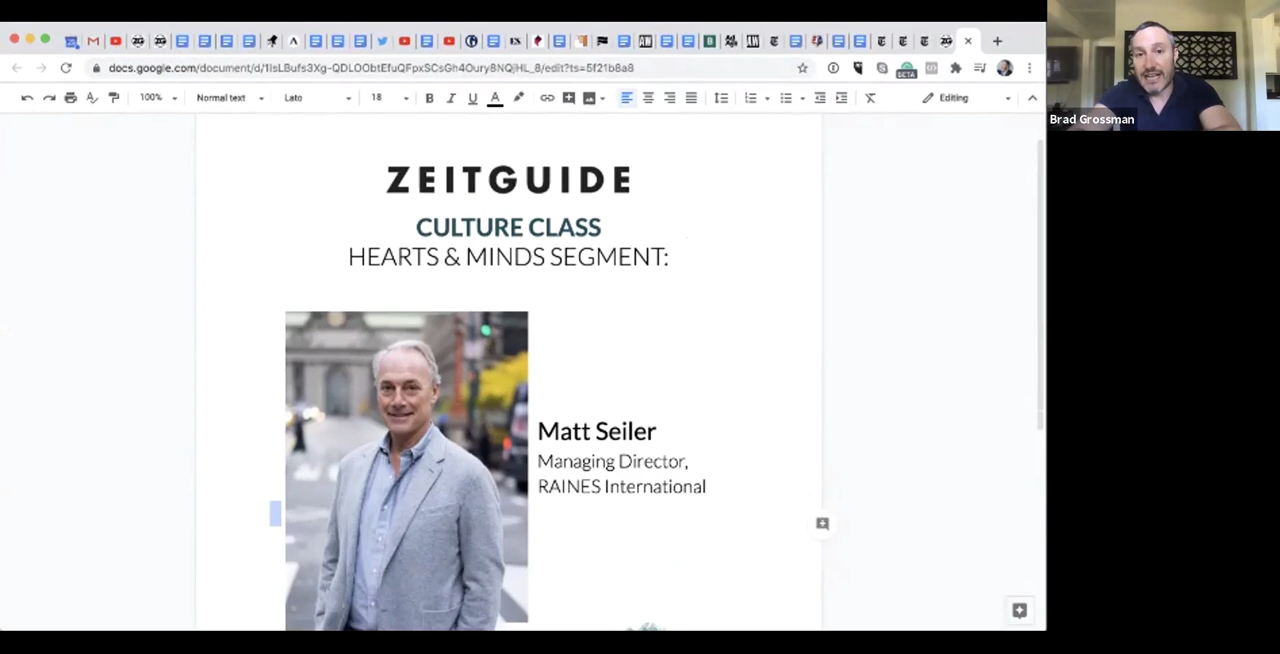 docs.google.com/document/d/1IsLBufs3Xg-QDLOObtEfuQFpxSCsGh4Oury8NQjHL_8/edit?ts=5f21b8a8
BETA
100%
Normal text
Lato
18
B I U A
Editing
Brad Grossman
ZEITGUIDE
CULTURE CLASS
HEARTS & MINDS SEGMENT:
Matt Seiler
Managing Director,
RAINES International